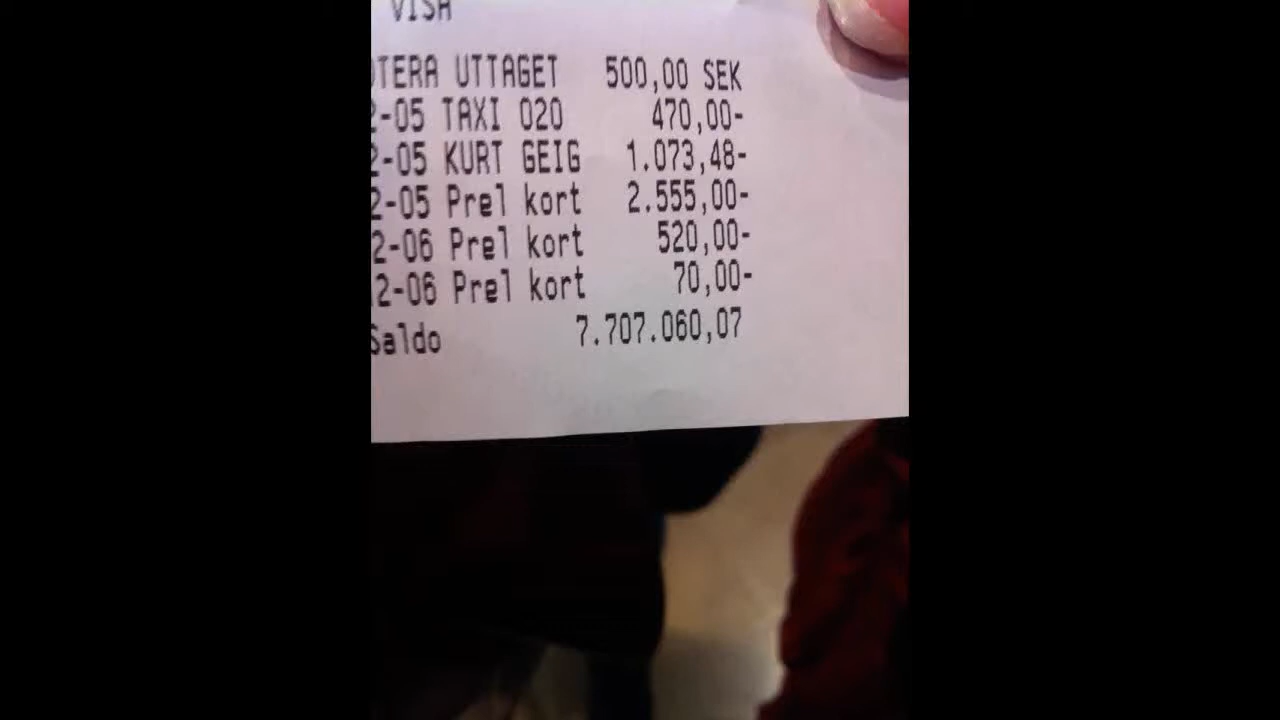 VISA
OTERA UTTAGET 500,00 SEK
2-05 TAXI 020 470,00-
2-05 KURT GEIG 1.073,48-
2-05 Prel kort 2.555,00-
2-06 Prel kort 520,00-
12-06 Prel kort 70,00-
Saldo 7.707.060,07